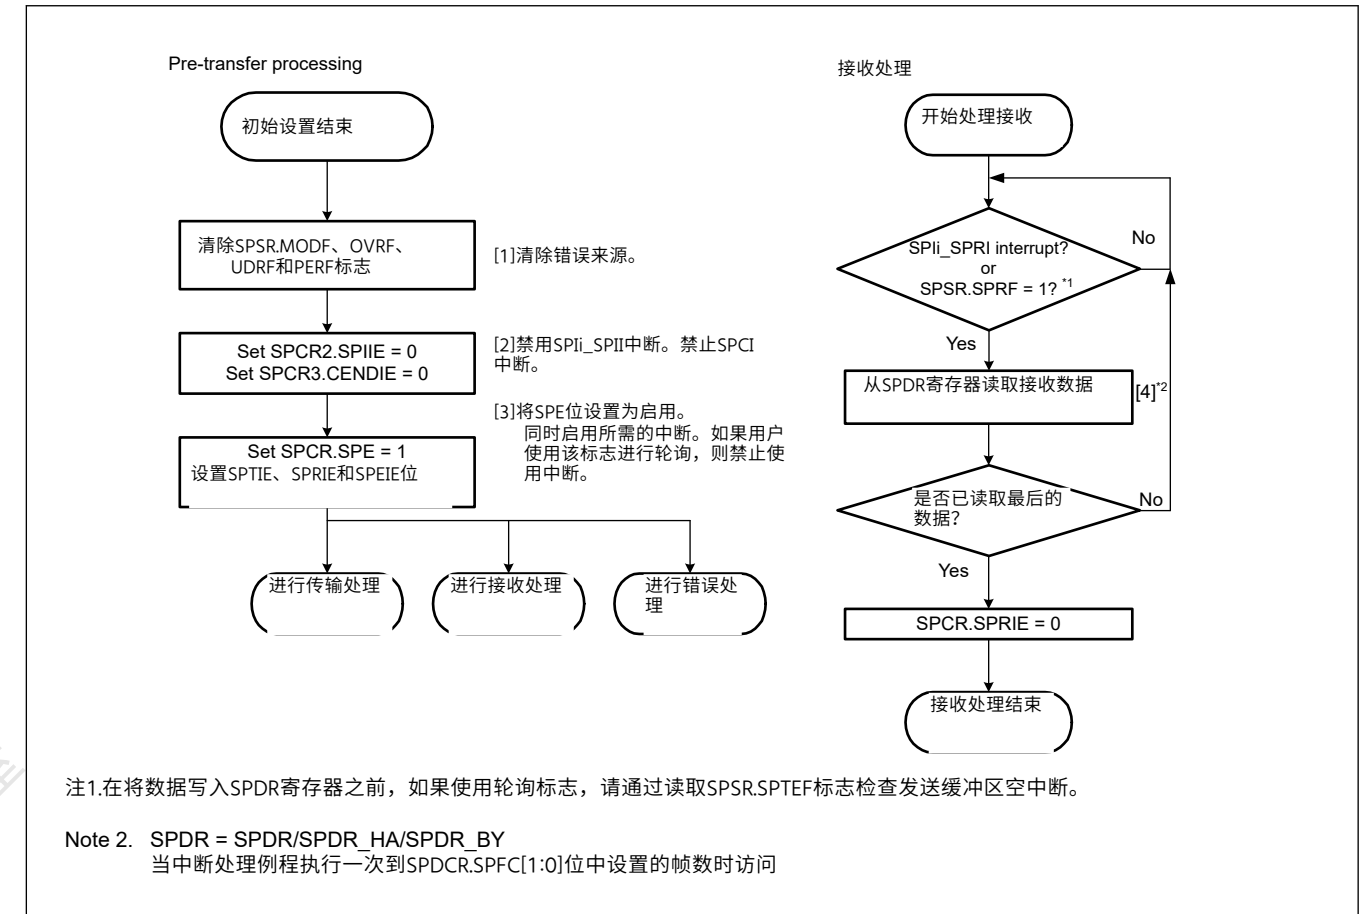 Pre-transfer processing
初始设置结束
清除SPSR.MODF、OVRF、
UDRF和PERF标志
[1]清除错误来源。
Set SPCR2.SPIIE = 0
Set SPCR3.CENDIE = 0
[2]禁用SPIi_SPII中断。禁止SPCI
中断。
Set SPCR.SPE = 1
设置SPTIE、SPRIE和SPEIE位
[3]将SPE位设置为启用。
同时启用所需的中断。如果用户
使用该标志进行轮询，则禁止使
用中断。
进行传输处理
进行接收处理
进行错误处
理
接收处理
开始处理接收
SPIi_SPRI interrupt?
or
SPSR.SPRF = 1? *1
No
Yes
从SPDR寄存器读取接收数据
[4]*2
是否已读取最后的
数据？
No
Yes
SPCR.SPRIE = 0
接收处理结束
注1.在将数据写入SPDR寄存器之前，如果使用轮询标志，请通过读取SPSR.SPTEF标志检查发送缓冲区空中断。
Note 2. SPDR = SPDR/SPDR_HA/SPDR_BY
当中断处理例程执行一次到SPDCR.SPFC[1:0]位中设置的帧数时访问